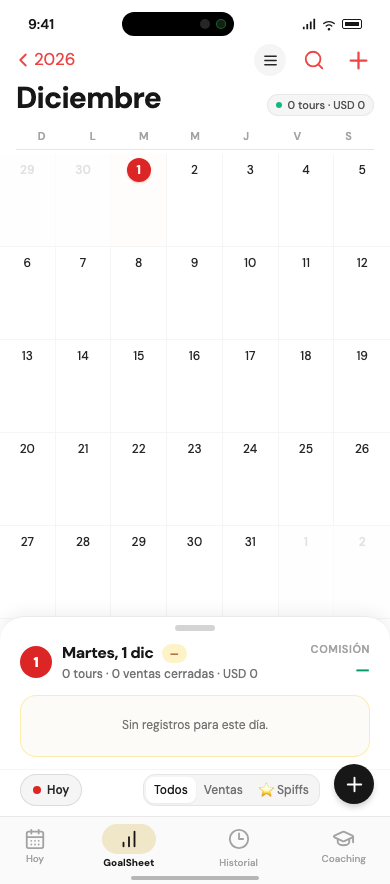 9:41
2026
Diciembre
0 tours · USD 0
D L M M J V S
29 30 1 2 3 4 5
6 7 8 9 10 11 12
13 14 15 16 17 18 19
20 21 22 23 24 25 26
27 28 29 30 31 1 2
1
Martes, 1 dic –
COMISIÓN
0 tours · 0 ventas cerradas · USD 0
—
Sin registros para este día.
Hoy
Todos Ventas ⭐ Spiffs
Hoy GoalSheet Historial Coaching